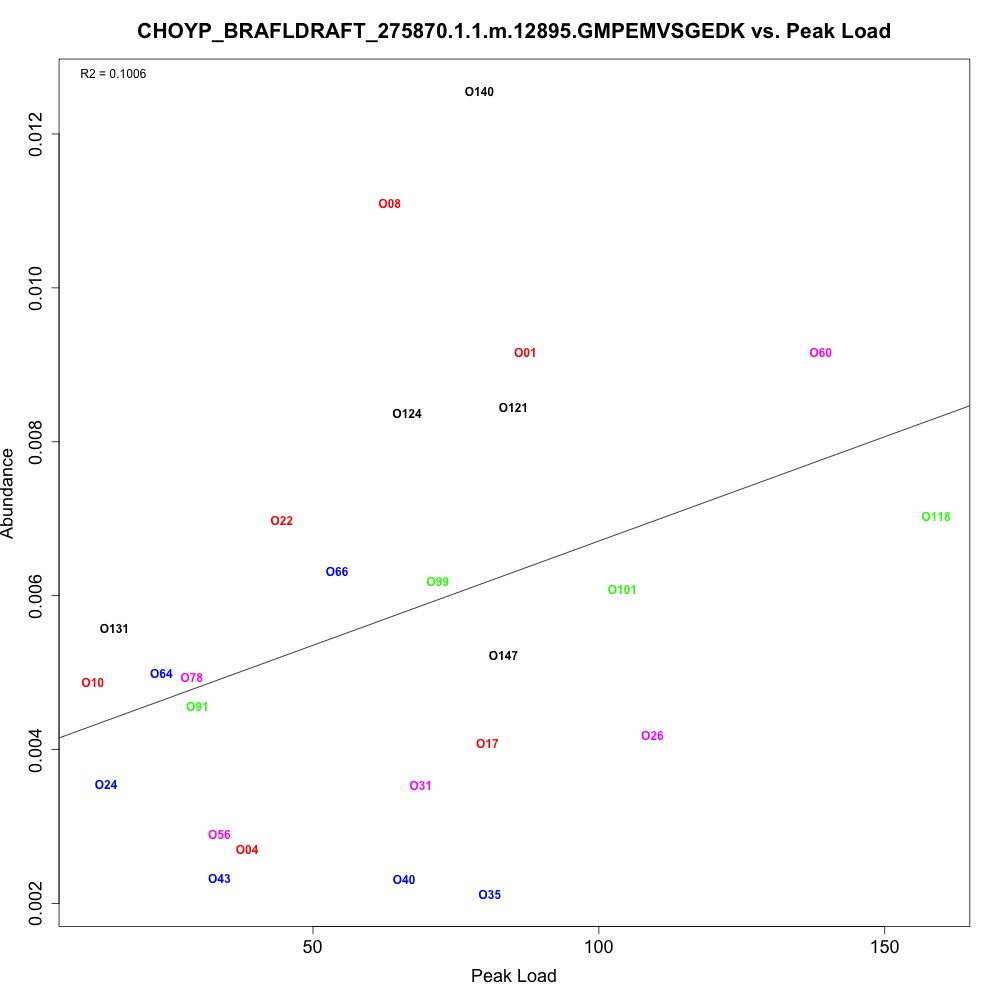 CHOYP_BRAFLDRAFT_275870.1.1.m.12895.GMPEMVSGEDK vs. Peak Load
R2 = 0.1006
O140
0.012
O08
0.010
O01
O60
O124
O121
0.008
O22
O118
O66
O99
O101
0.006
O131
O147
O64
O78
O10
O91
O26
O17
0.004
O24
O31
O56
O04
O43
O40
O35
0.002
Abundance
50
100
150
Peak Load